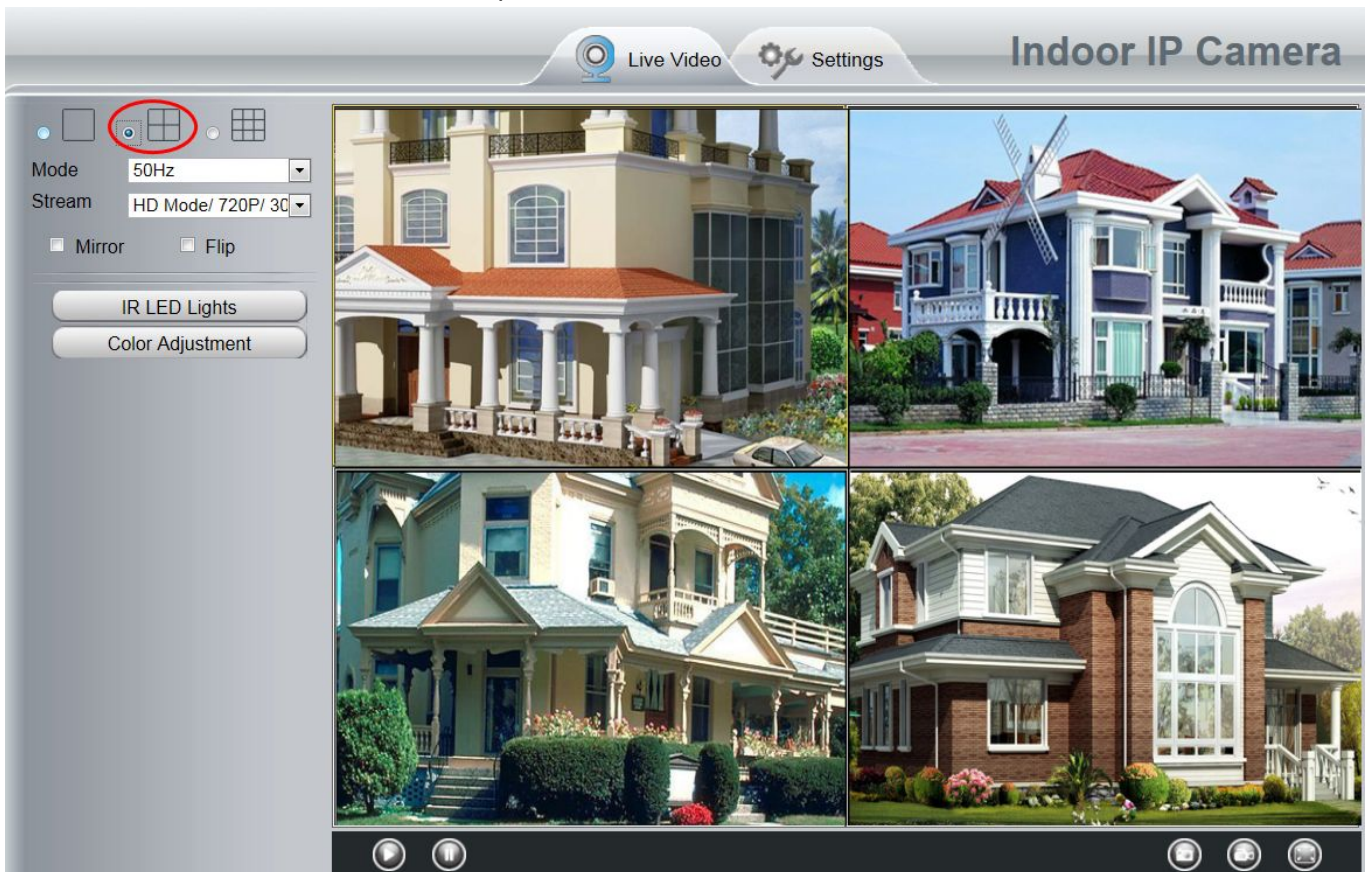 Live Video
Settings
Indoor IP Camera
Mode
50Hz
Stream
HD Mode/ 720P/ 30
Mirror
Flip
IR LED Lights
Color Adjustment